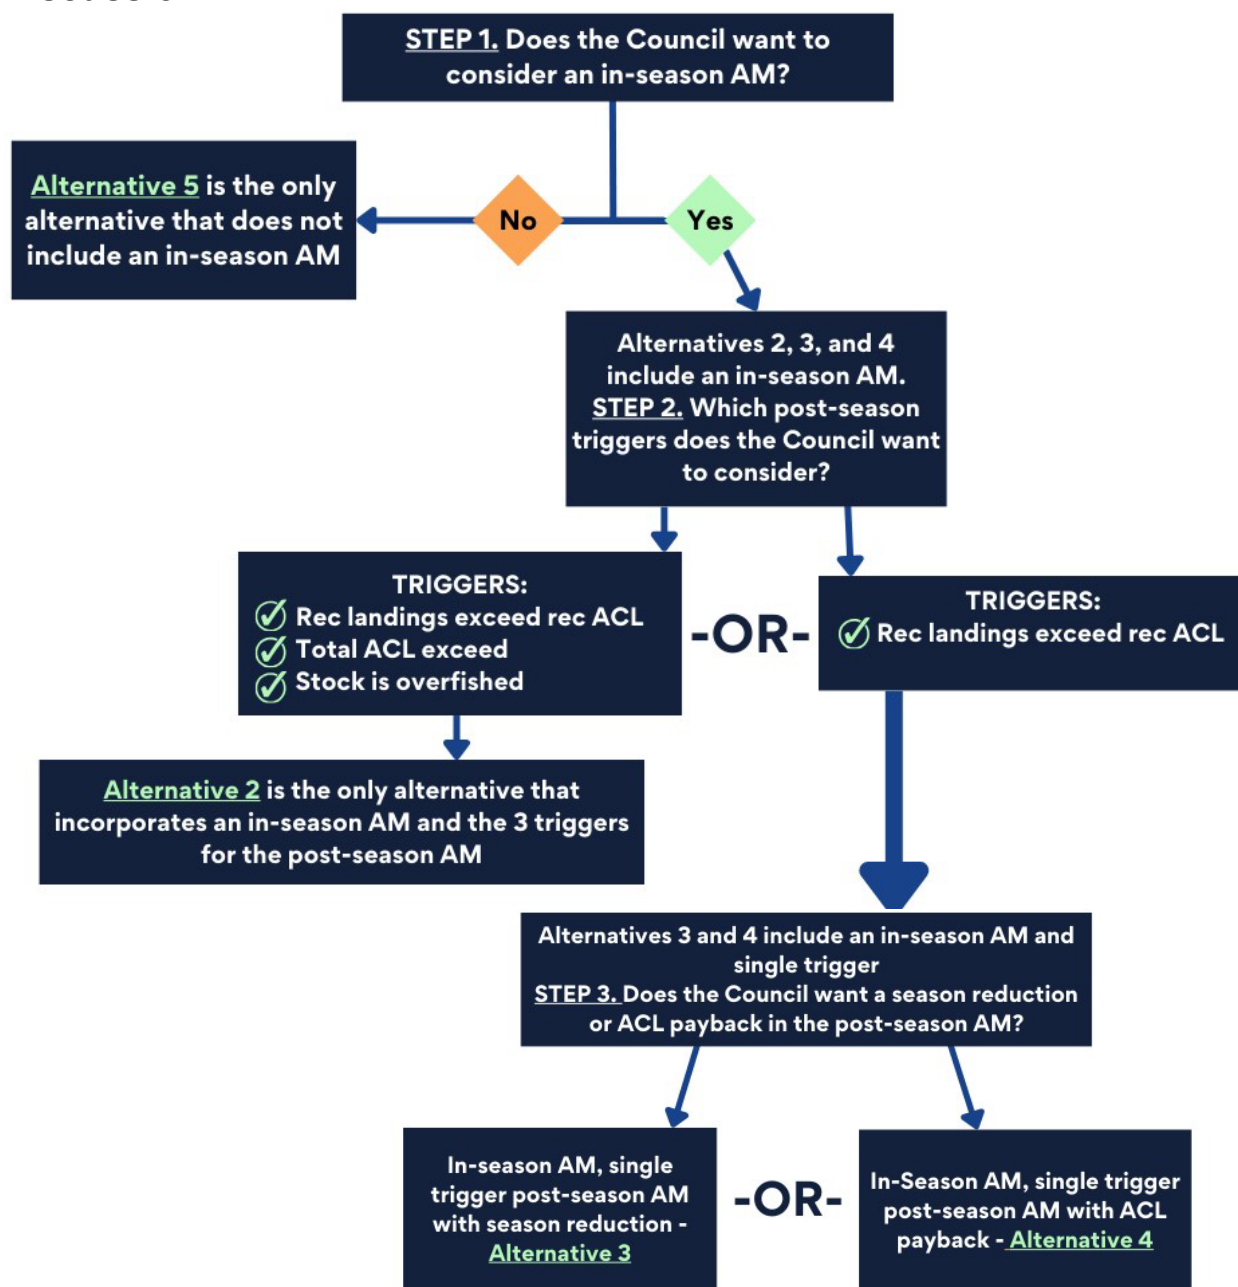 STEP 1. Does the Council want to
consider an in-season AM?
Alternative 5 is the only
alternative that does not
include an in-season AM
No
Yes
Alternatives 2, 3, and 4
include an in-season AM.
STEP 2. Which post-season
triggers does the Council want
to consider?
TRIGGERS:
Rec landings exceed rec ACL
Total ACL exceed
Stock is overfished
-OR-
TRIGGERS:
Rec landings exceed rec ACL
Alternative 2 is the only alternative that
incorporates an in-season AM and the 3 triggers
for the post-season AM
Alternatives 3 and 4 include an in-season AM and
single trigger
STEP 3. Does the Council want a season reduction
or ACL payback in the post-season AM?
In-season AM, single
trigger post-season AM
with season reduction -
Alternative 3
-OR-
In-Season AM, single trigger
post-season AM with ACL
payback - Alternative 4